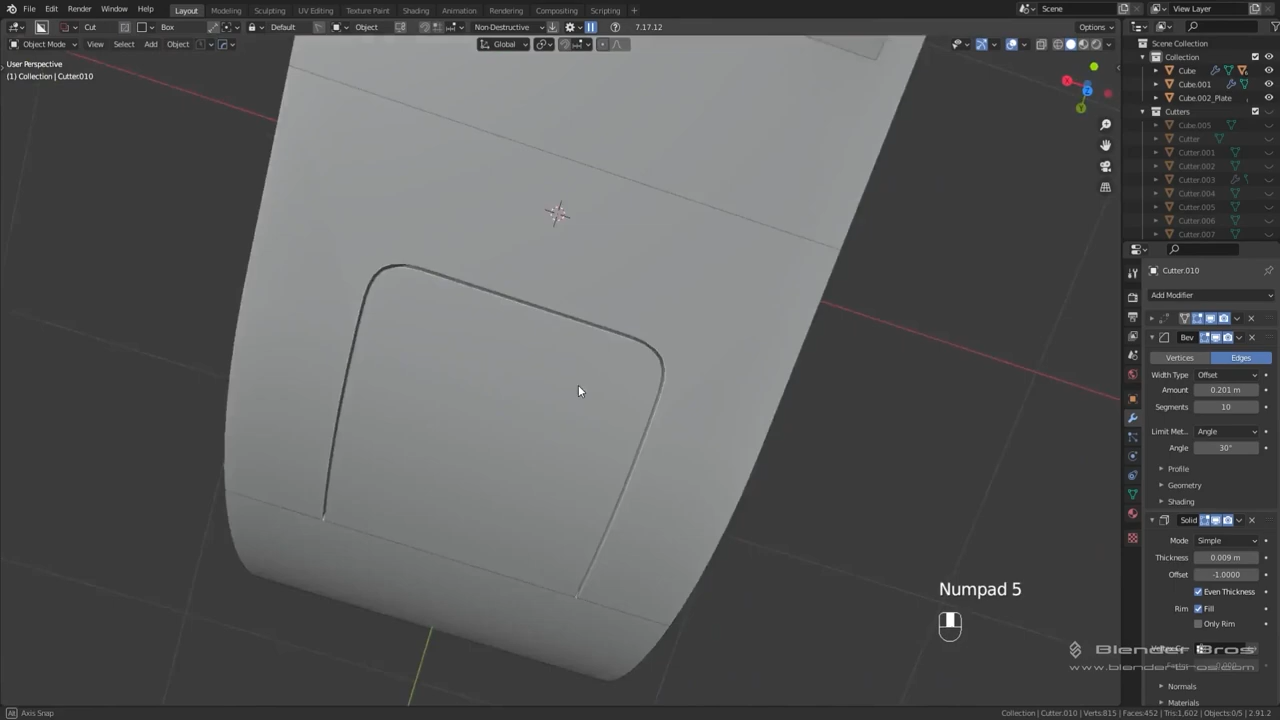 File Edit Render Window Help Layout Modeling Sculpting UV Editing Texture Paint Shading Animation Rendering Compositing Scripting Scene View Layer
Cut Box Default Object Non-Destructive 7.17.12 Options
Object Mode View Select Add Object Global
User Perspective
(1) Collection | Cutter.010
Scene Collection
Collection
Cube
Cube.001
Cube.002_Plate
Cutters
Cube.005
Cutter
Cutter.001
Cutter.002
Cutter.003
Cutter.004
Cutter.005
Cutter.006
Cutter.007
Cutter.010
Add Modifier
Bev
Vertices Edges
Width Type Offset
Amount 0.201 m
Segments 10
Limit Met... Angle
Angle 30°
Profile
Geometry
Shading
Solid
Mode Simple
Thickness 0.009 m
Offset -1.0000
Even Thickness
Rim Fill
Only Rim
Normals
Materials
Numpad 5
Blender Bros
www.blender-bros.com
Alt Axis Snap
Collection | Cutter.010 | Verts:815 | Faces:452 | Tris:1,602 | Objects:0/5 | 2.91.2